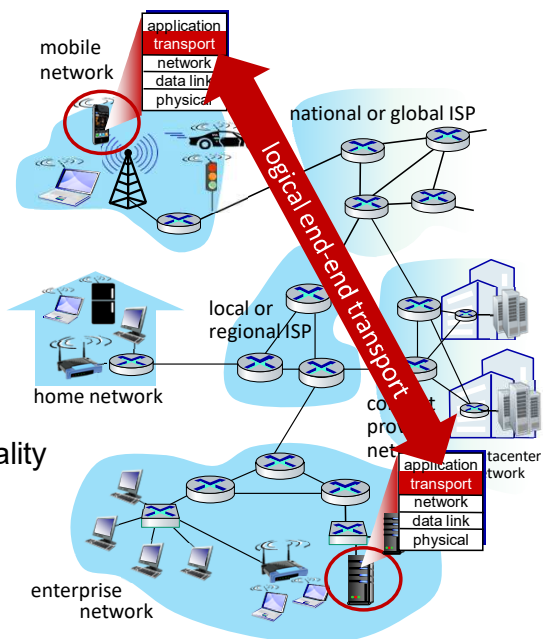 application
transport
network
data link
physical
mobile
network
national or global ISP
logical end-end transport
local or
regional ISP
home network
network
application
transport
network
data link
physical
enterprise
network